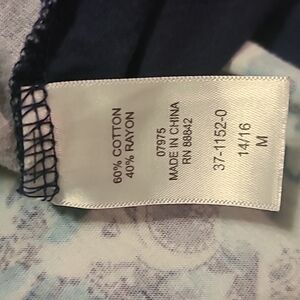 60% COTTON
40% RAYON
07975
MADE IN CHINA
RN 88842
37-1152-0
14/16
M